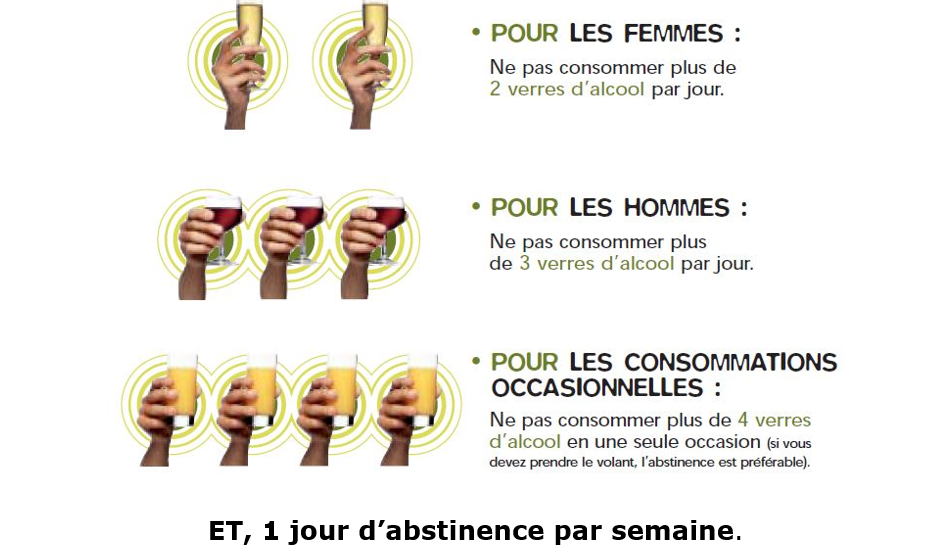 • POUR LES FEMMES :
Ne pas consommer plus de
2 verres d’alcool par jour.
• POUR LES HOMMES :
Ne pas consommer plus
de 3 verres d’alcool par jour.
• POUR LES CONSOMMATIONS
OCCASIONNELLES :
Ne pas consommer plus de 4 verres
d’alcool en une seule occasion (si vous
devez prendre le volant, l’abstinence est préférable).
ET, 1 jour d’abstinence par semaine.